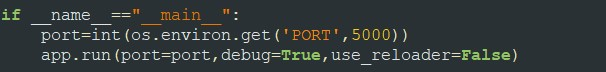 if __name__=="__main__":
    port=int(os.environ.get('PORT',5000))
    app.run(port=port,debug=True,use_reloader=False)